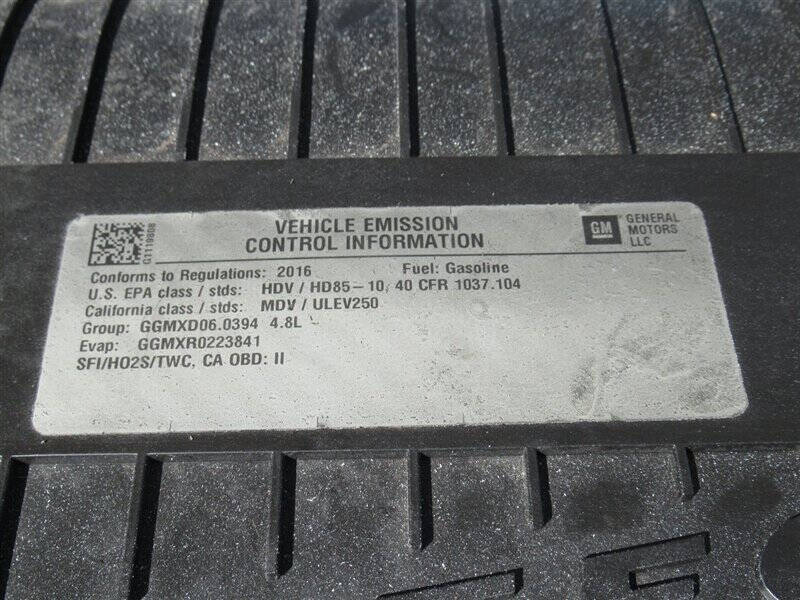 VEHICLE EMISSION
CONTROL INFORMATION
GM
GENERAL
MOTORS
LLC
G1119808
Conforms to Regulations: 2016 Fuel: Gasoline
U.S. EPA class / stds: HDV / HD85-10, 40 CFR 1037.104
California class / stds: MDV / ULEV250
Group: GGMXD06.0394 4.8L
Evap: GGMXR0223841
SFI/HO2S/TWC, CA OBD: II